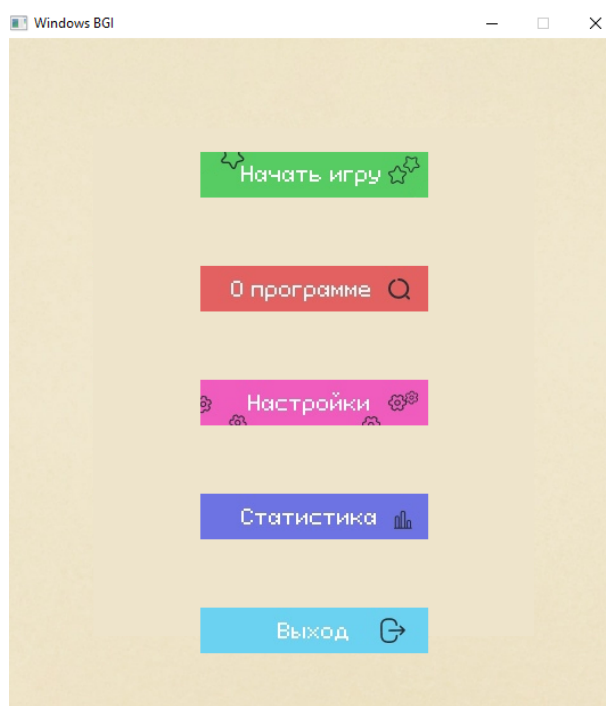 Windows BGI
Начать игру
О программе
Настройки
Статистика
Выход